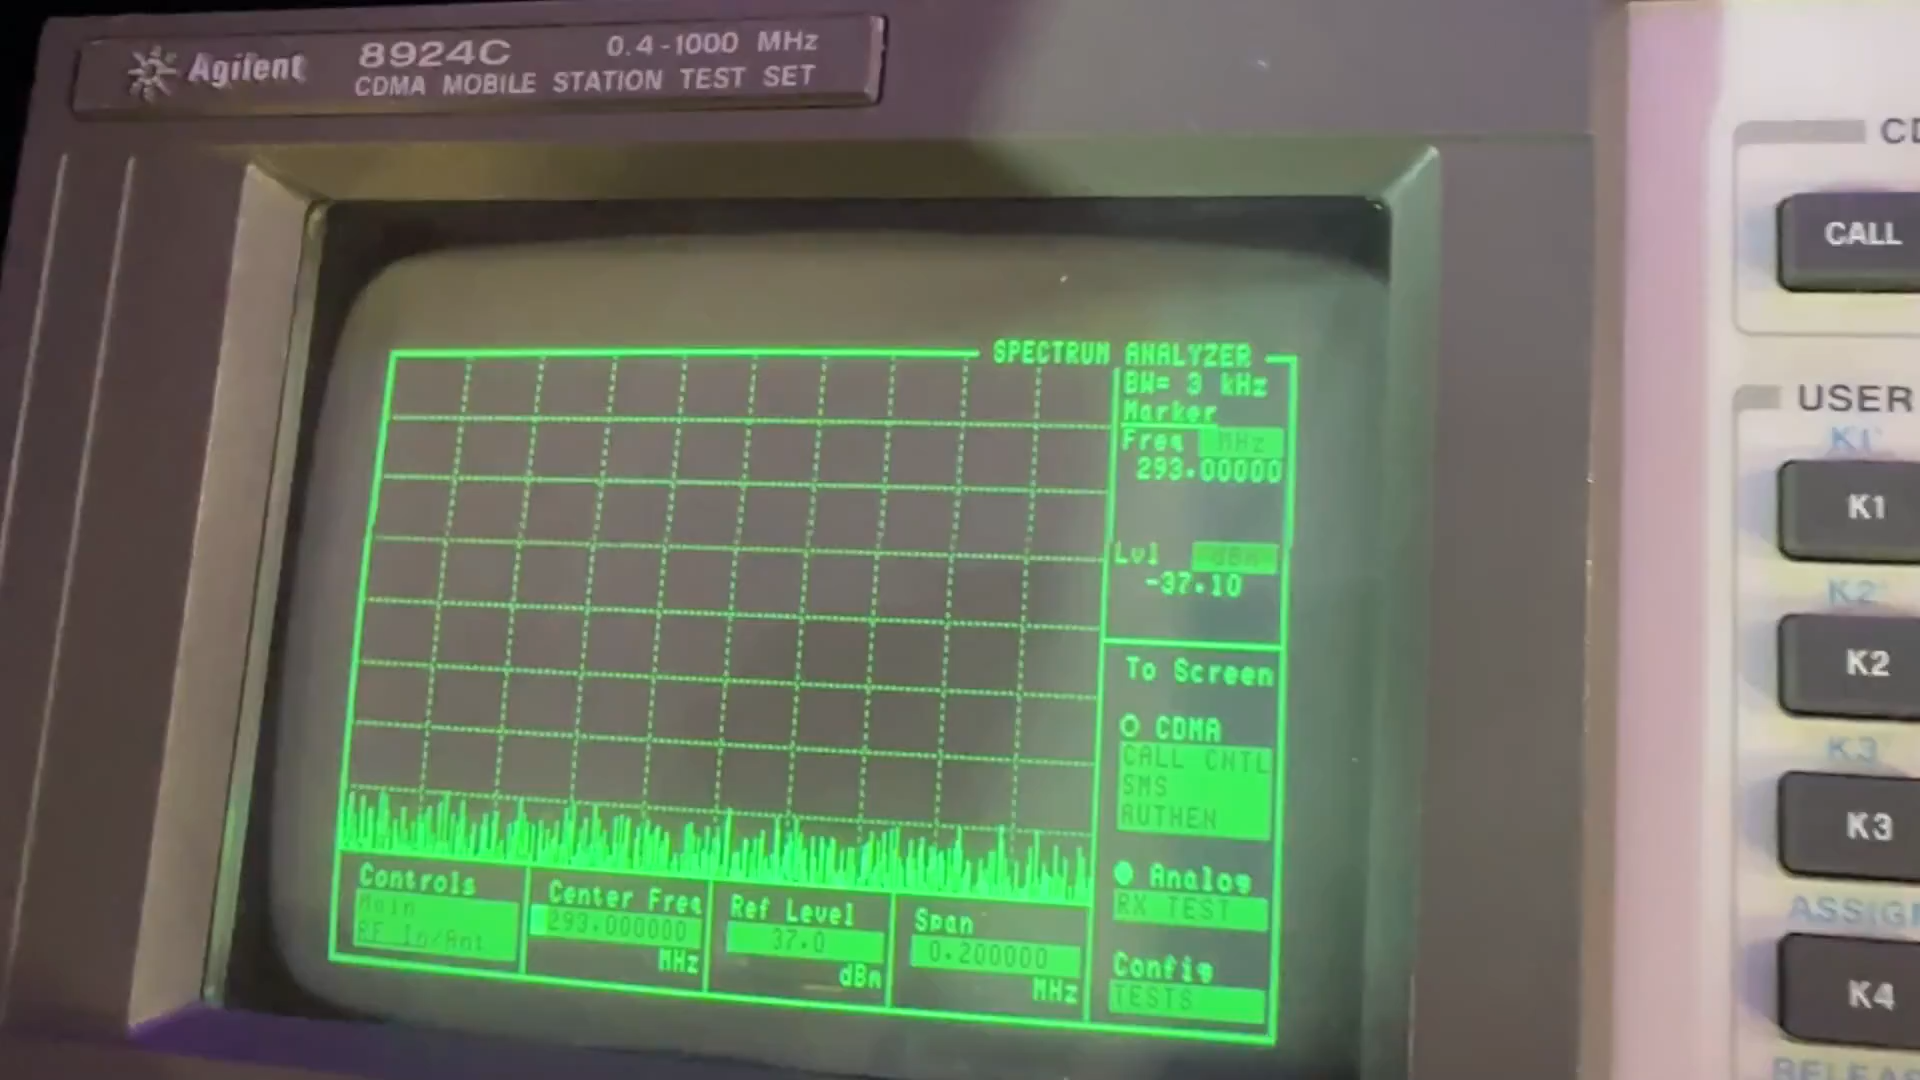 Agilent 8924C 0.4-1000 MHz
CDMA MOBILE STATION TEST SET
CALL
USER
K1'
K1
K2'
K2
K3'
K3
K4
SPECTRUM ANALYZER
BW= 3 kHz
Marker
Freq MHz
293.00000
Lvl dBm
-37.10
To Screen
CDMA
CALL CNTL
SMS
AUTHEN
Analog
RX TEST
Config
TESTS
Controls
Main
RF In/Ant
Center Freq
293.000000
MHz
Ref Level
37.0
dBm
Span
0.200000
MHz